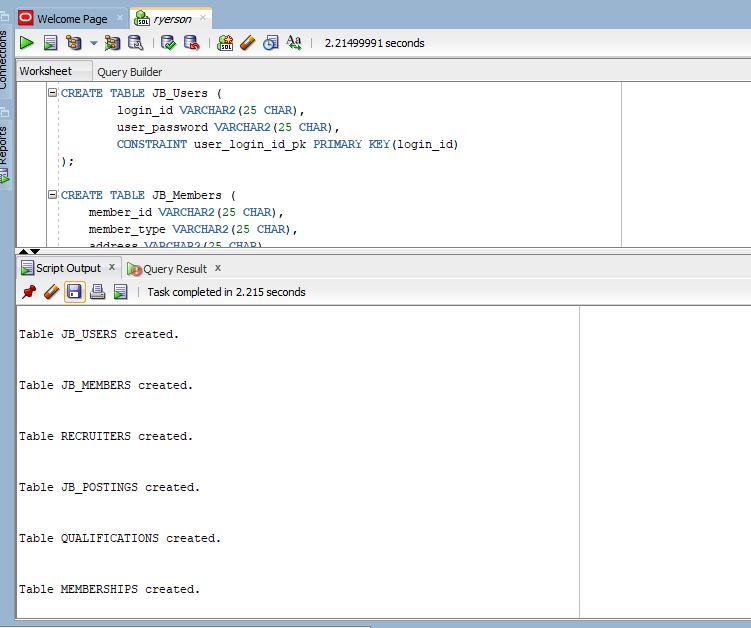 Welcome Page
ryerson
2.21499991 seconds
Connections
Reports
Worksheet
Query Builder
CREATE TABLE JB_Users (
login_id VARCHAR2(25 CHAR),
user_password VARCHAR2(25 CHAR),
CONSTRAINT user_login_id_pk PRIMARY KEY(login_id)
);
CREATE TABLE JB_Members (
member_id VARCHAR2(25 CHAR),
member_type VARCHAR2(25 CHAR),
address VARCHAR2(25 CHAR)
Script Output x
Query Result x
Task completed in 2.215 seconds
Table JB_USERS created.
Table JB_MEMBERS created.
Table RECRUITERS created.
Table JB_POSTINGS created.
Table QUALIFICATIONS created.
Table MEMBERSHIPS created.